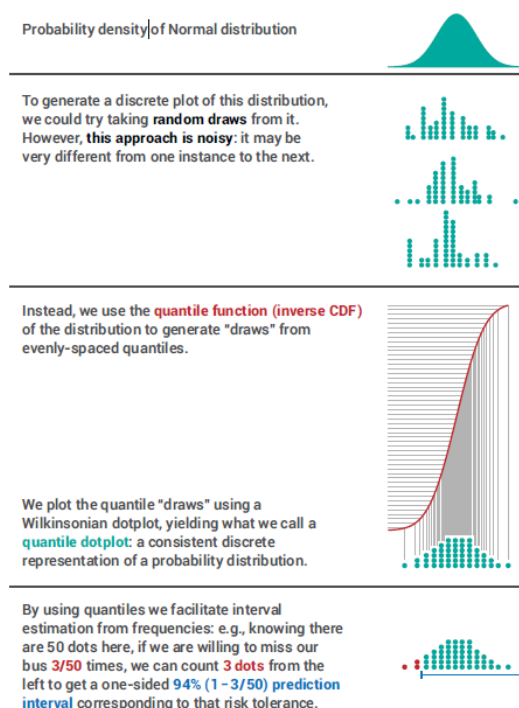 Probability density of Normal distribution
To generate a discrete plot of this distribution,
we could try taking random draws from it.
However, this approach is noisy: it may be
very different from one instance to the next.
Instead, we use the quantile function (inverse CDF)
of the distribution to generate "draws" from
evenly-spaced quantiles.
We plot the quantile "draws" using a
Wilkinsonian dotplot, yielding what we call a
quantile dotplot: a consistent discrete
representation of a probability distribution.
By using quantiles we facilitate interval
estimation from frequencies: e.g., knowing there
are 50 dots here, if we are willing to miss our
bus 3/50 times, we can count 3 dots from the
left to get a one-sided 94% (1−3/50) prediction
interval corresponding to that risk tolerance.